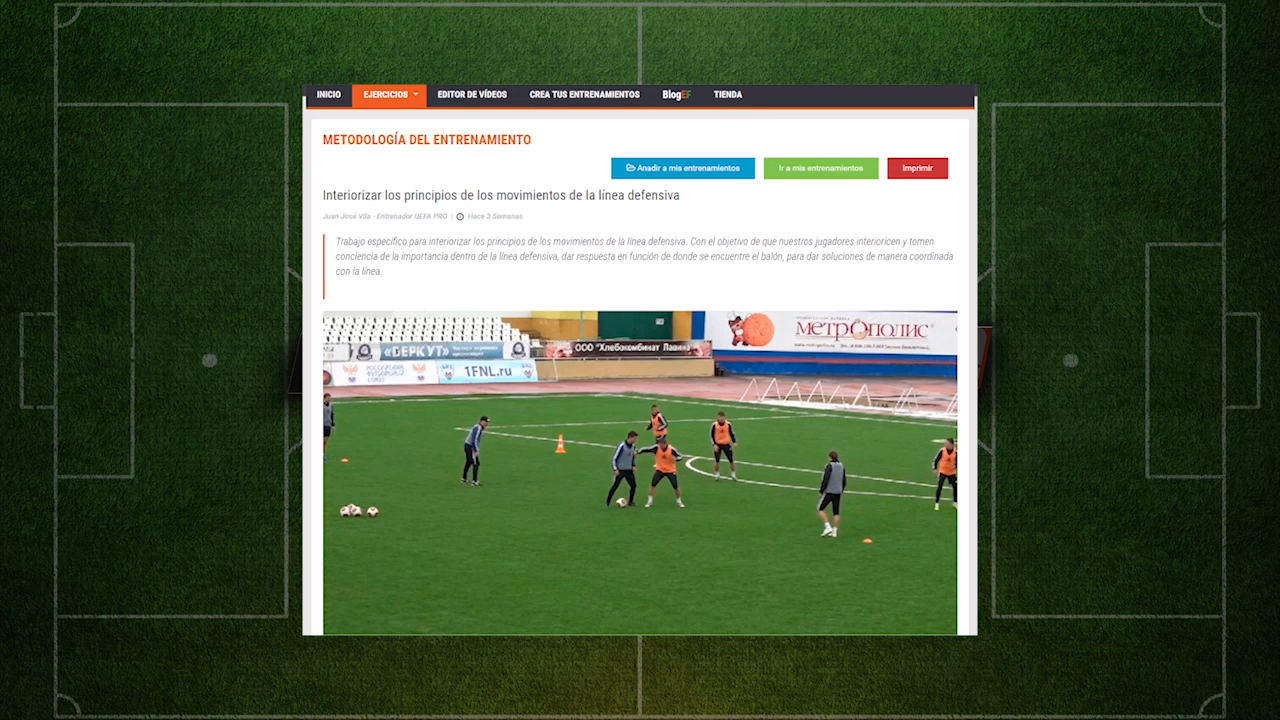 INICIO EJERCICIOS EDITOR DE VÍDEOS CREA TUS ENTRENAMIENTOS BlogEF TIENDA
METODOLOGÍA DEL ENTRENAMIENTO
Anadir a mis entrenamientos Ir a mis entrenamientos Imprimir
Interiorizar los principios de los movimientos de la línea defensiva
Juan José Vila - Entrenador UEFA PRO | Hace 3 Semanas
Trabajo específico para interiorizar los principios de los movimientos de la línea defensiva. Con el objetivo de que nuestros jugadores interioricen y tomen
conciencia de la importancia dentro de la línea defensiva, dar respuesta en función de donde se encuentre el balón, para dar soluciones de manera coordinada
con la línea.
МЕТРОПОЛИС
«БЕРКУТ»
ООО "Хлебокомбинат Лавина"
1FNL.ru